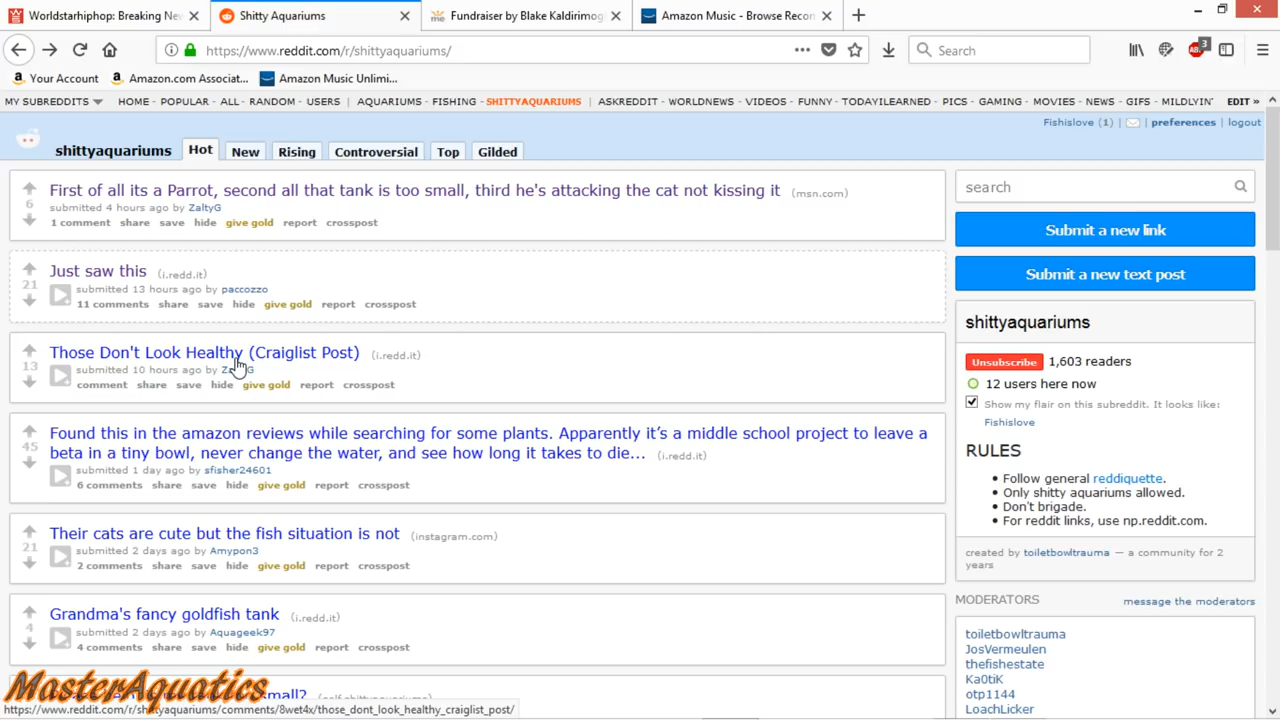 Worldstarhiphop: Breaking Ne
Shitty Aquariums
Fundraiser by Blake Kaldirimog
Amazon Music - Browse Recon
https://www.reddit.com/r/shittyaquariums/
Search
3
Your Account
Amazon.com Associat...
Amazon Music Unlimi...
MY SUBREDDITS
HOME - POPULAR - ALL - RANDOM - USERS | AQUARIUMS - FISHING - SHITTYAQUARIUMS | ASKREDDIT - WORLDNEWS - VIDEOS - FUNNY - TODAYILEARNED - PICS - GAMING - MOVIES - NEWS - GIFS - MILDLYIN
EDIT »
Fishislove (1) | preferences | logout
shittyaquariums
Hot
New
Rising
Controversial
Top
Gilded
First of all its a Parrot, second all that tank is too small, third he's attacking the cat not kissing it (msn.com)
6
submitted 4 hours ago by ZaltyG
1 comment share save hide give gold report crosspost
Just saw this (i.redd.it)
21
submitted 13 hours ago by paccozzo
11 comments share save hide give gold report crosspost
Those Don't Look Healthy (Craiglist Post) (i.redd.it)
13
submitted 10 hours ago by
comment share save hide give gold report crosspost
Found this in the amazon reviews while searching for some plants. Apparently it's a middle school project to leave a
45
beta in a tiny bowl, never change the water, and see how long it takes to die... (i.redd.it)
submitted 1 day ago by sfisher24601
6 comments share save hide give gold report crosspost
Their cats are cute but the fish situation is not (instagram.com)
21
submitted 2 days ago by Amypon3
2 comments share save hide give gold report crosspost
Grandma's fancy goldfish tank (i.redd.it)
4
submitted 2 days ago by Aquageek97
4 comments share save hide give gold report crosspost
small?
MasterAquatics
https://www.reddit.com/r/shittyaquariums/comments/8wet4x/those_dont_look_healthy_craiglist_post/
search
Submit a new link
Submit a new text post
shittyaquariums
Unsubscribe 1,603 readers
12 users here now
Show my flair on this subreddit. It looks like:
Fishislove
RULES
Follow general reddiquette.
Only shitty aquariums allowed.
Don't brigade.
For reddit links, use np.reddit.com.
created by toiletbowltrauma — a community for 2
years
MODERATORS
message the moderators
toiletbowltrauma
JosVermeulen
thefishestate
Ka0tiK
otp1144
LoachLicker